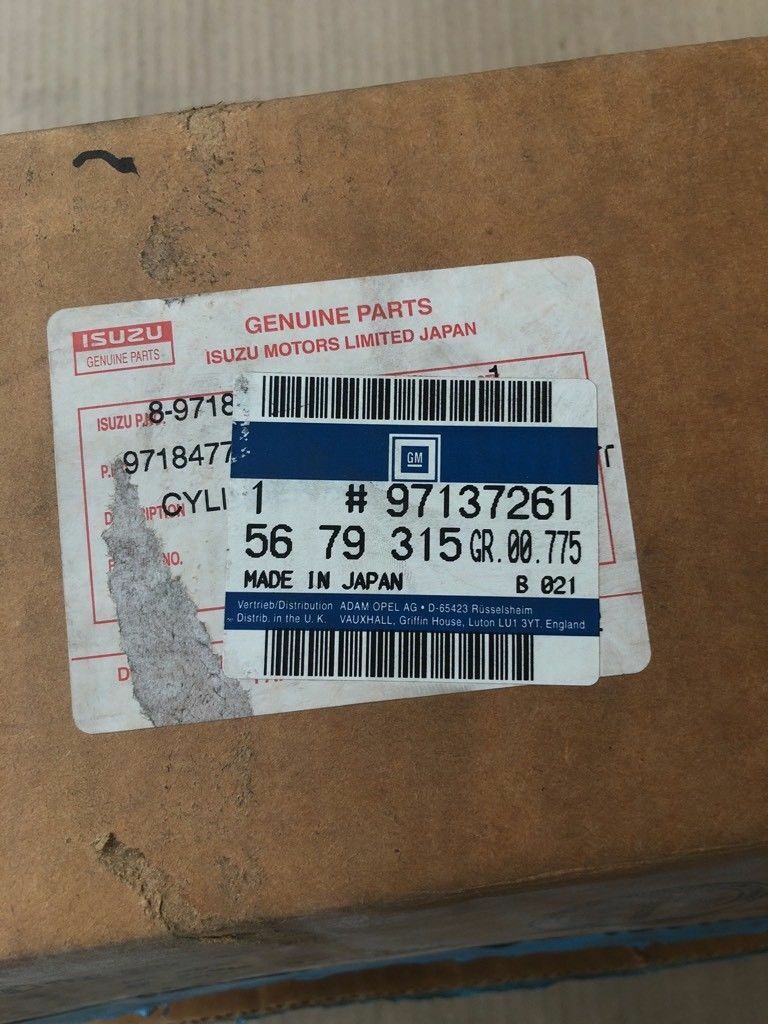 GENUINE PARTS
ISUZU MOTORS LIMITED JAPAN
ISUZU
GENUINE PARTS
1
ISUZU P.
8-9718
9718477
CYLI
NO.
GM
1 # 97137261
56 79 315 GR.00.775
MADE IN JAPAN B 021
Vertrieb/Distribution ADAM OPEL AG • D-65423 Rüsselsheim
Distrib. in the U. K. VAUXHALL, Griffin House, Luton LU1 3YT. England